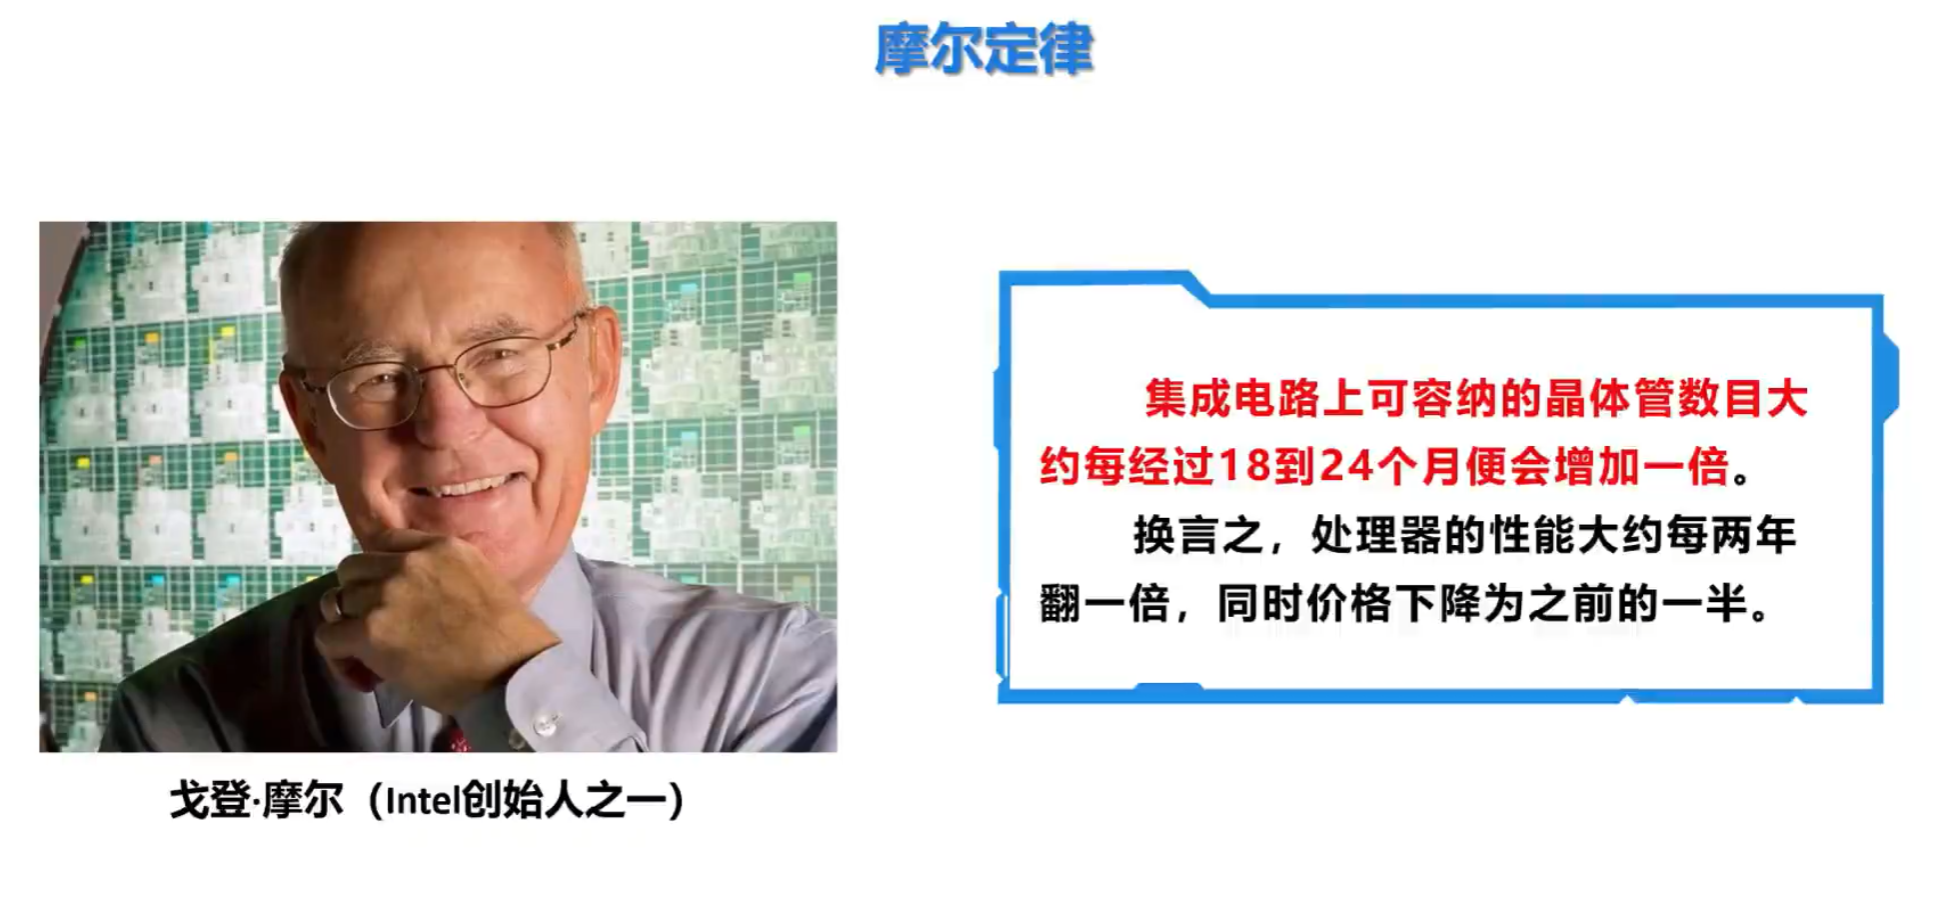 摩尔定律
集成电路上可容纳的晶体管数目大
约每经过18到24个月便会增加一倍。
换言之，处理器的性能大约每两年
翻一倍，同时价格下降为之前的一半。
戈登·摩尔（Intel创始人之一）